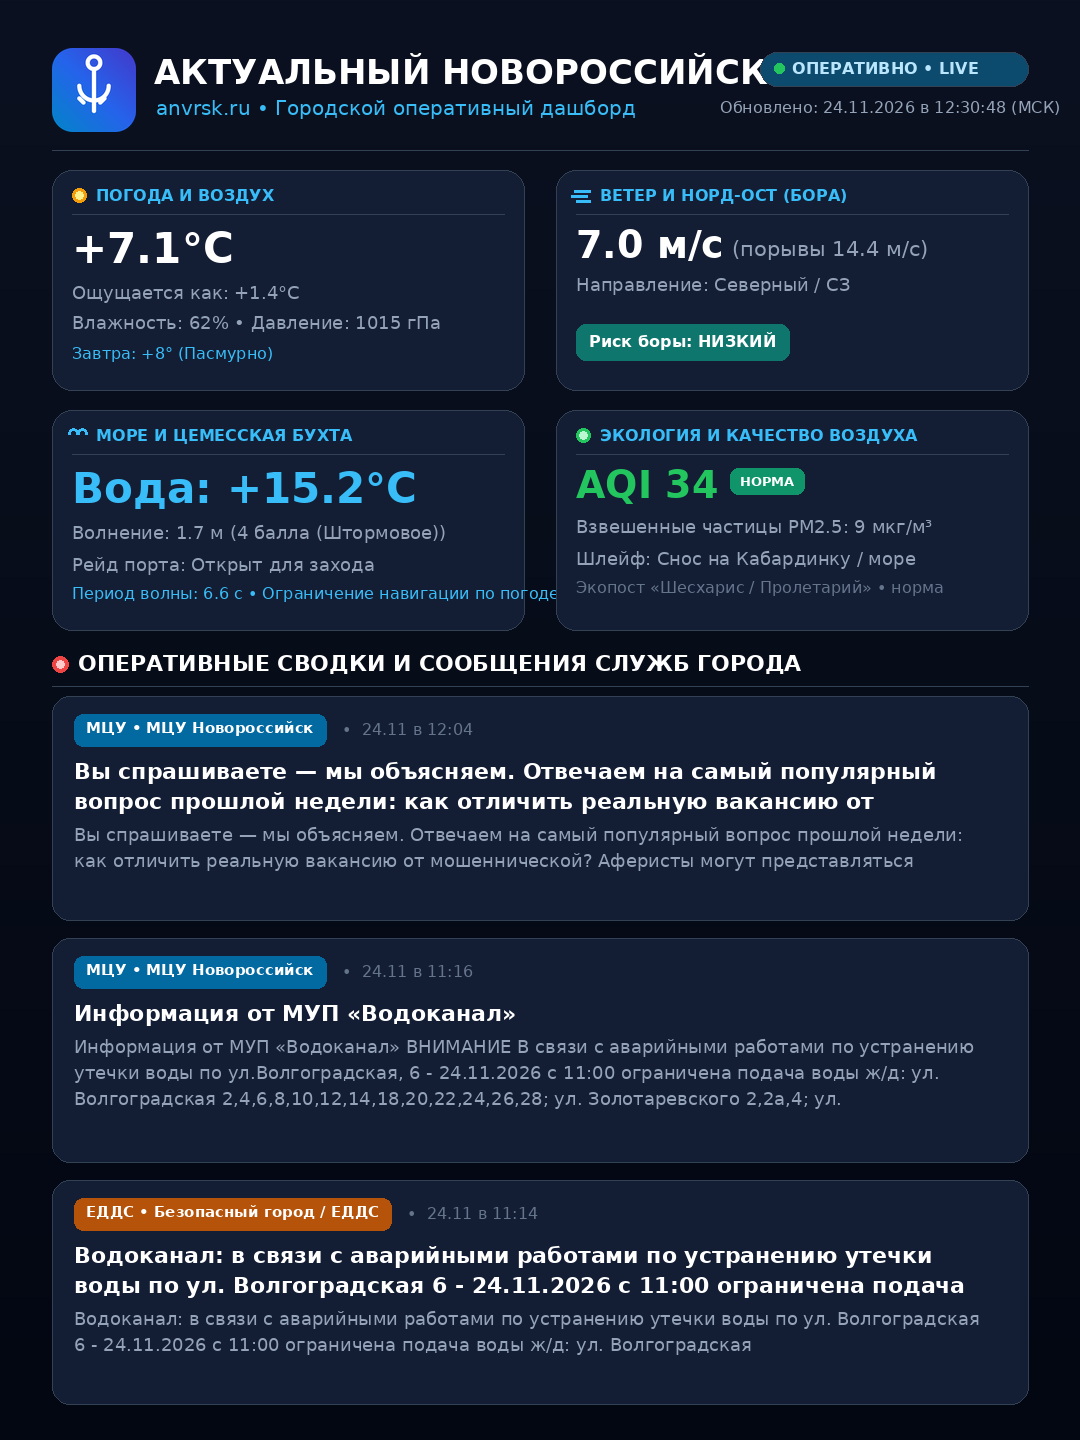 АКТУАЛЬНЫЙ НОВОРОССИЙСК
ОПЕРАТИВНО • LIVE
anvrsk.ru • Городской оперативный дашборд
Обновлено: 24.11.2026 в 12:30:48 (МСК)
ПОГОДА И ВОЗДУХ
+7.1°C
Ощущается как: +1.4°C
Влажность: 62% • Давление: 1015 гПа
Завтра: +8° (Пасмурно)
ВЕТЕР И НОРД-ОСТ (БОРА)
7.0 м/с (порывы 14.4 м/с)
Направление: Северный / СЗ
Риск боры: НИЗКИЙ
МОРЕ И ЦЕМЕССКАЯ БУХТА
Вода: +15.2°C
Волнение: 1.7 м (4 балла (Штормовое))
Рейд порта: Открыт для захода
Период волны: 6.6 с • Ограничение навигации по погоде
ЭКОЛОГИЯ И КАЧЕСТВО ВОЗДУХА
AQI 34 НОРМА
Взвешенные частицы PM2.5: 9 мкг/м³
Шлейф: Снос на Кабардинку / море
Экопост «Шесхарис / Пролетарий» • норма
ОПЕРАТИВНЫЕ СВОДКИ И СООБЩЕНИЯ СЛУЖБ ГОРОДА
МЦУ • МЦУ Новороссийск • 24.11 в 12:04
Вы спрашиваете — мы объясняем. Отвечаем на самый популярный
вопрос прошлой недели: как отличить реальную вакансию от
Вы спрашиваете — мы объясняем. Отвечаем на самый популярный вопрос прошлой недели:
как отличить реальную вакансию от мошеннической? Аферисты могут представляться
МЦУ • МЦУ Новороссийск • 24.11 в 11:16
Информация от МУП «Водоканал»
Информация от МУП «Водоканал» ВНИМАНИЕ В связи с аварийными работами по устранению
утечки воды по ул.Волгоградская, 6 - 24.11.2026 с 11:00 ограничена подача воды ж/д: ул.
Волгоградская 2,4,6,8,10,12,14,18,20,22,24,26,28; ул. Золотаревского 2,2а,4; ул.
ЕДДС • Безопасный город / ЕДДС • 24.11 в 11:14
Водоканал: в связи с аварийными работами по устранению утечки
воды по ул. Волгоградская 6 - 24.11.2026 с 11:00 ограничена подача
Водоканал: в связи с аварийными работами по устранению утечки воды по ул. Волгоградская
6 - 24.11.2026 с 11:00 ограничена подача воды ж/д: ул. Волгоградская